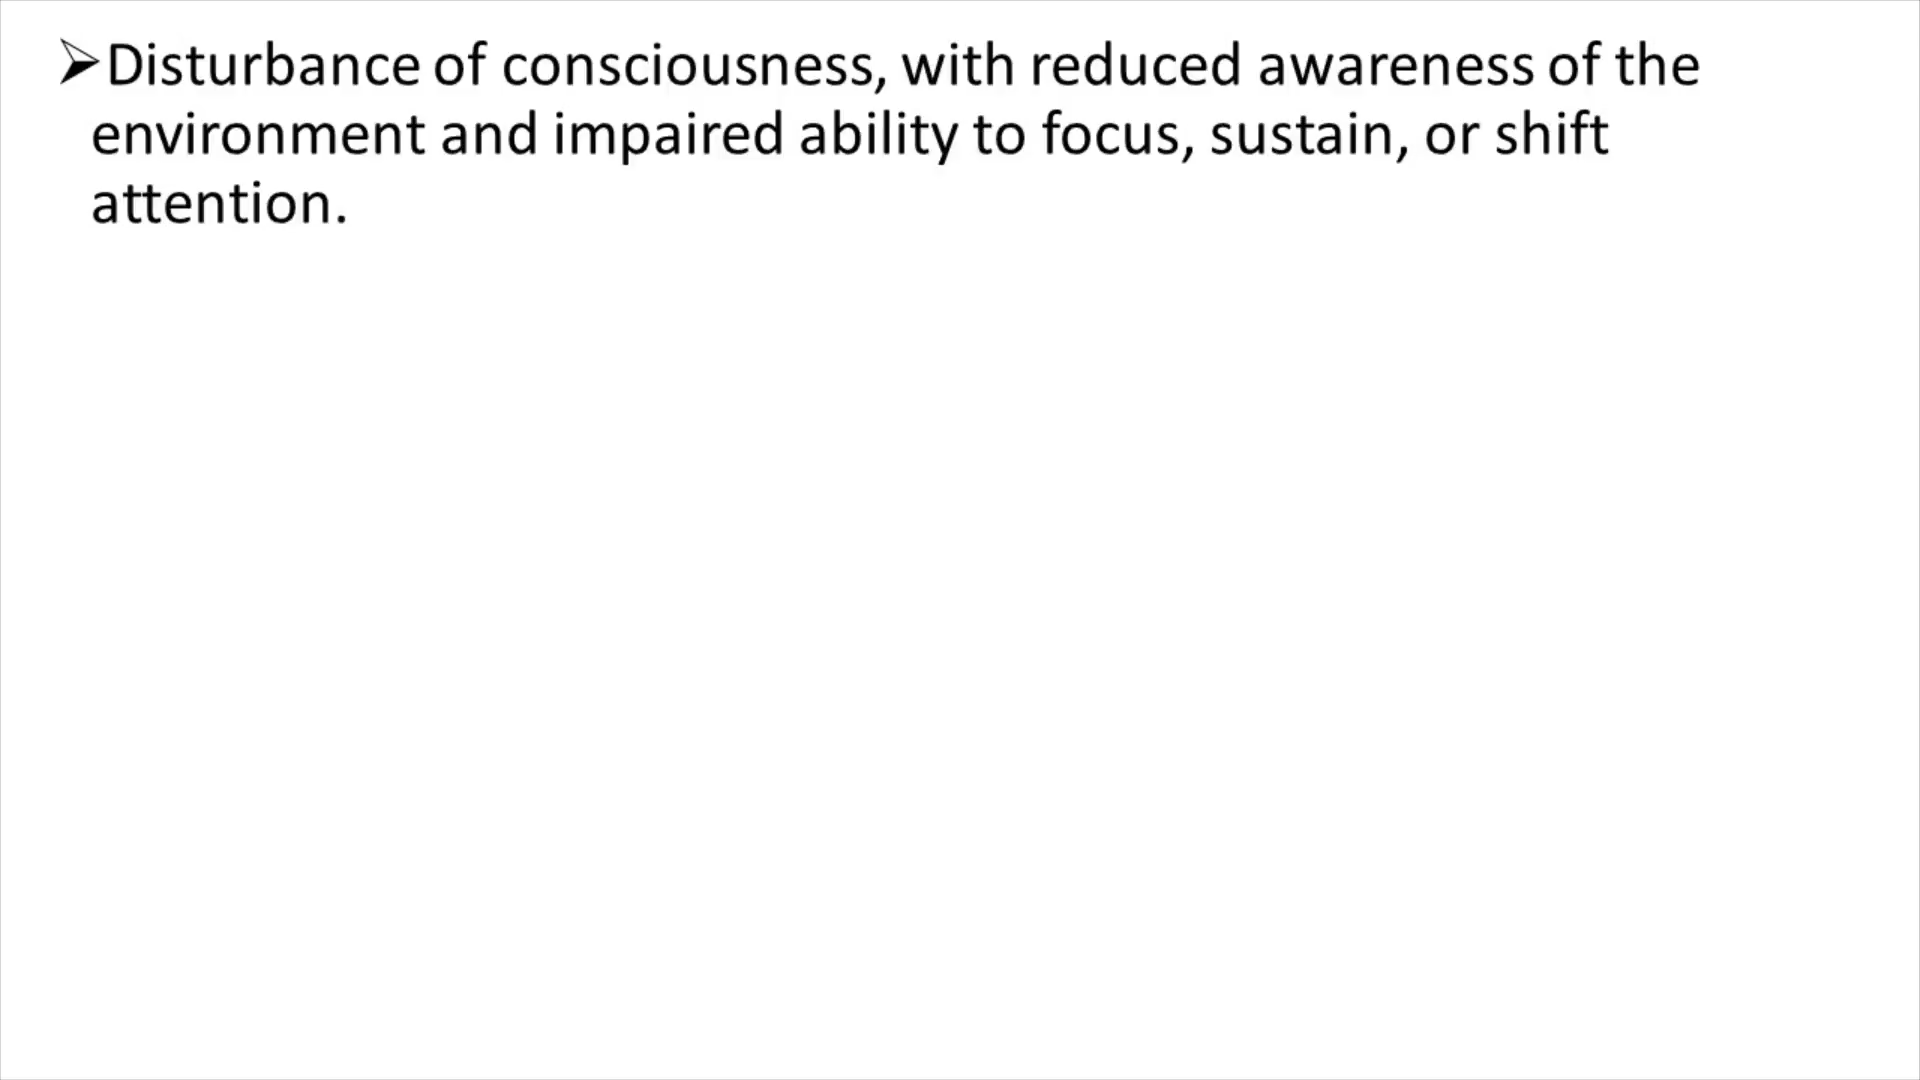 ➢Disturbance of consciousness, with reduced awareness of the
environment and impaired ability to focus, sustain, or shift
attention.